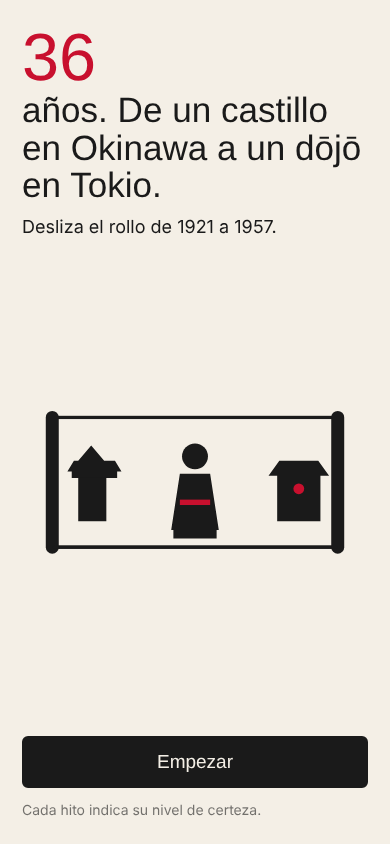 36
años. De un castillo
en Okinawa a un dōjō
en Tokio.
Desliza el rollo de 1921 a 1957.
Empezar
Cada hito indica su nivel de certeza.